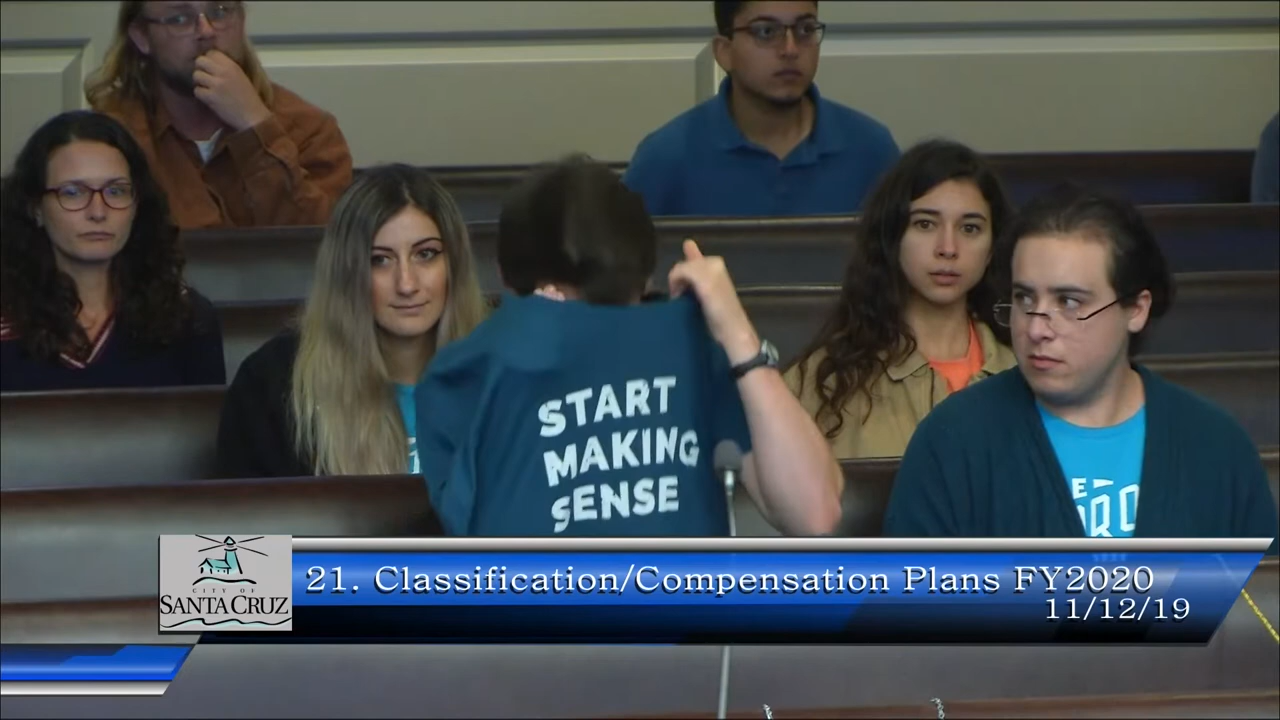 START
MAKING
SENSE
CITY OF
SANTA CRUZ
21. Classification/Compensation Plans FY2020
11/12/19